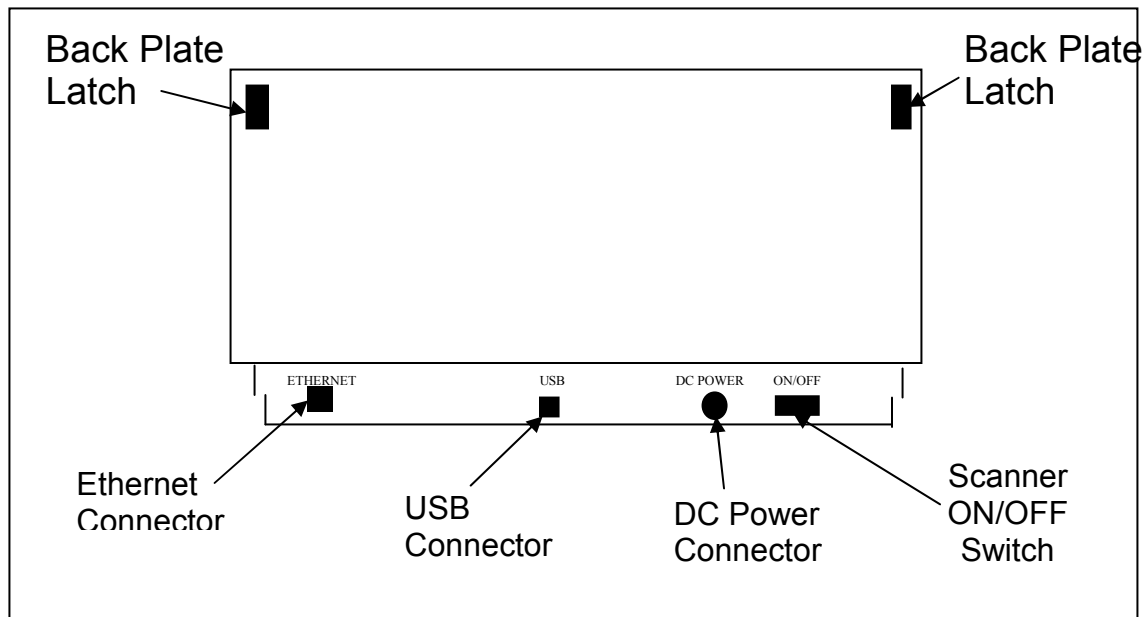 Back Plate
Latch
Back Plate
Latch
ETHERNET
USB
DC POWER
ON/OFF
Ethernet
Connector
USB
Connector
DC Power
Connector
Scanner
ON/OFF
Switch